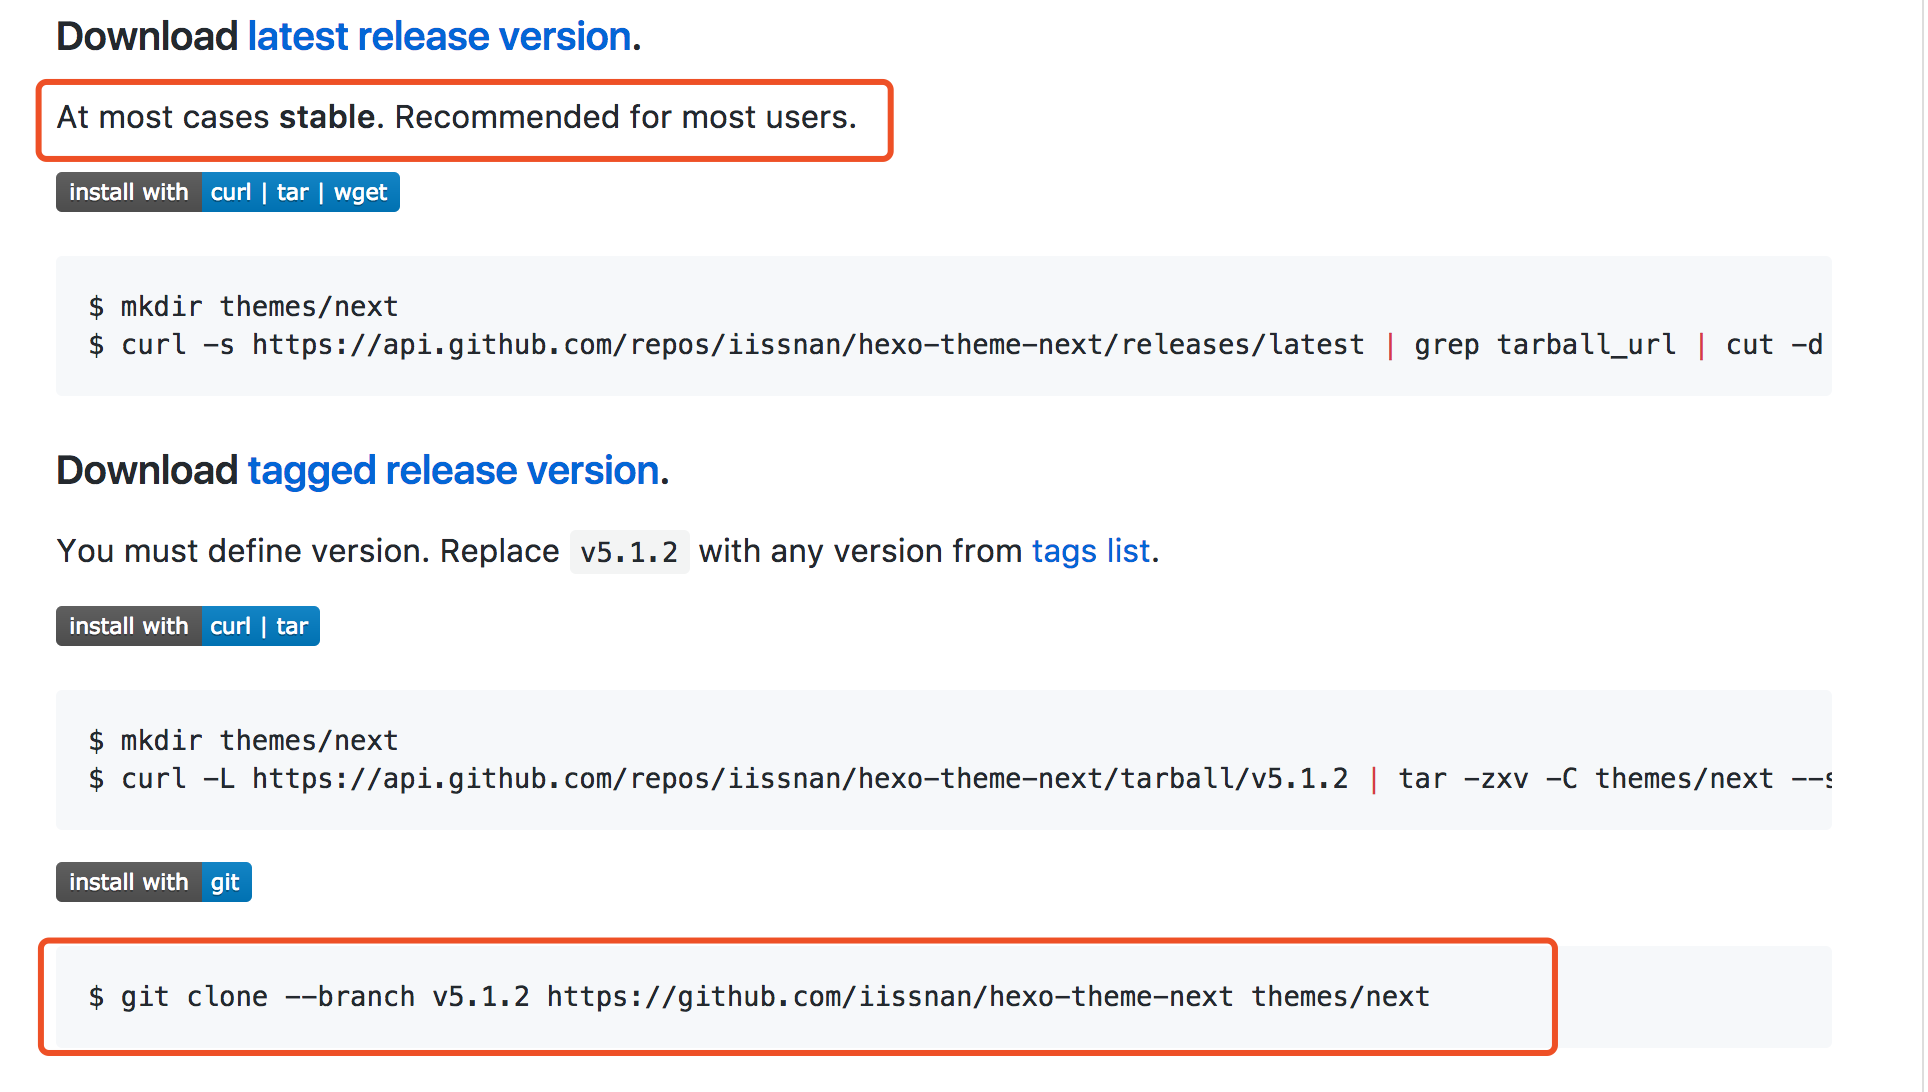 Download latest release version.
At most cases stable. Recommended for most users.
install with curl | tar | wget
$ mkdir themes/next
$ curl -s https://api.github.com/repos/iissnan/hexo-theme-next/releases/latest | grep tarball_url | cut -d
Download tagged release version.
You must define version. Replace v5.1.2 with any version from tags list.
install with curl | tar
$ mkdir themes/next
$ curl -L https://api.github.com/repos/iissnan/hexo-theme-next/tarball/v5.1.2 | tar -zxv -C themes/next --s
install with git
$ git clone --branch v5.1.2 https://github.com/iissnan/hexo-theme-next themes/next